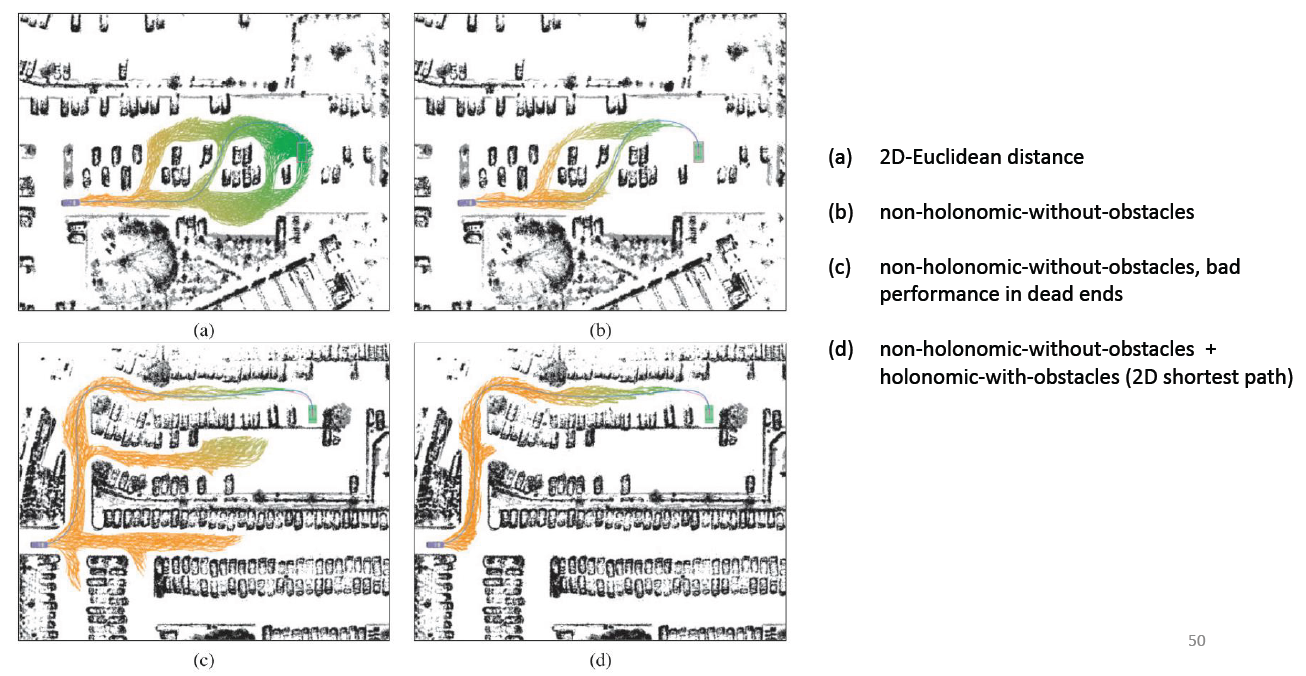 (a) 2D-Euclidean distance
(b) non-holonomic-without-obstacles
(c) non-holonomic-without-obstacles, bad
performance in dead ends
(d) non-holonomic-without-obstacles +
holonomic-with-obstacles (2D shortest path)
(a)
(b)
(c)
(d)
50